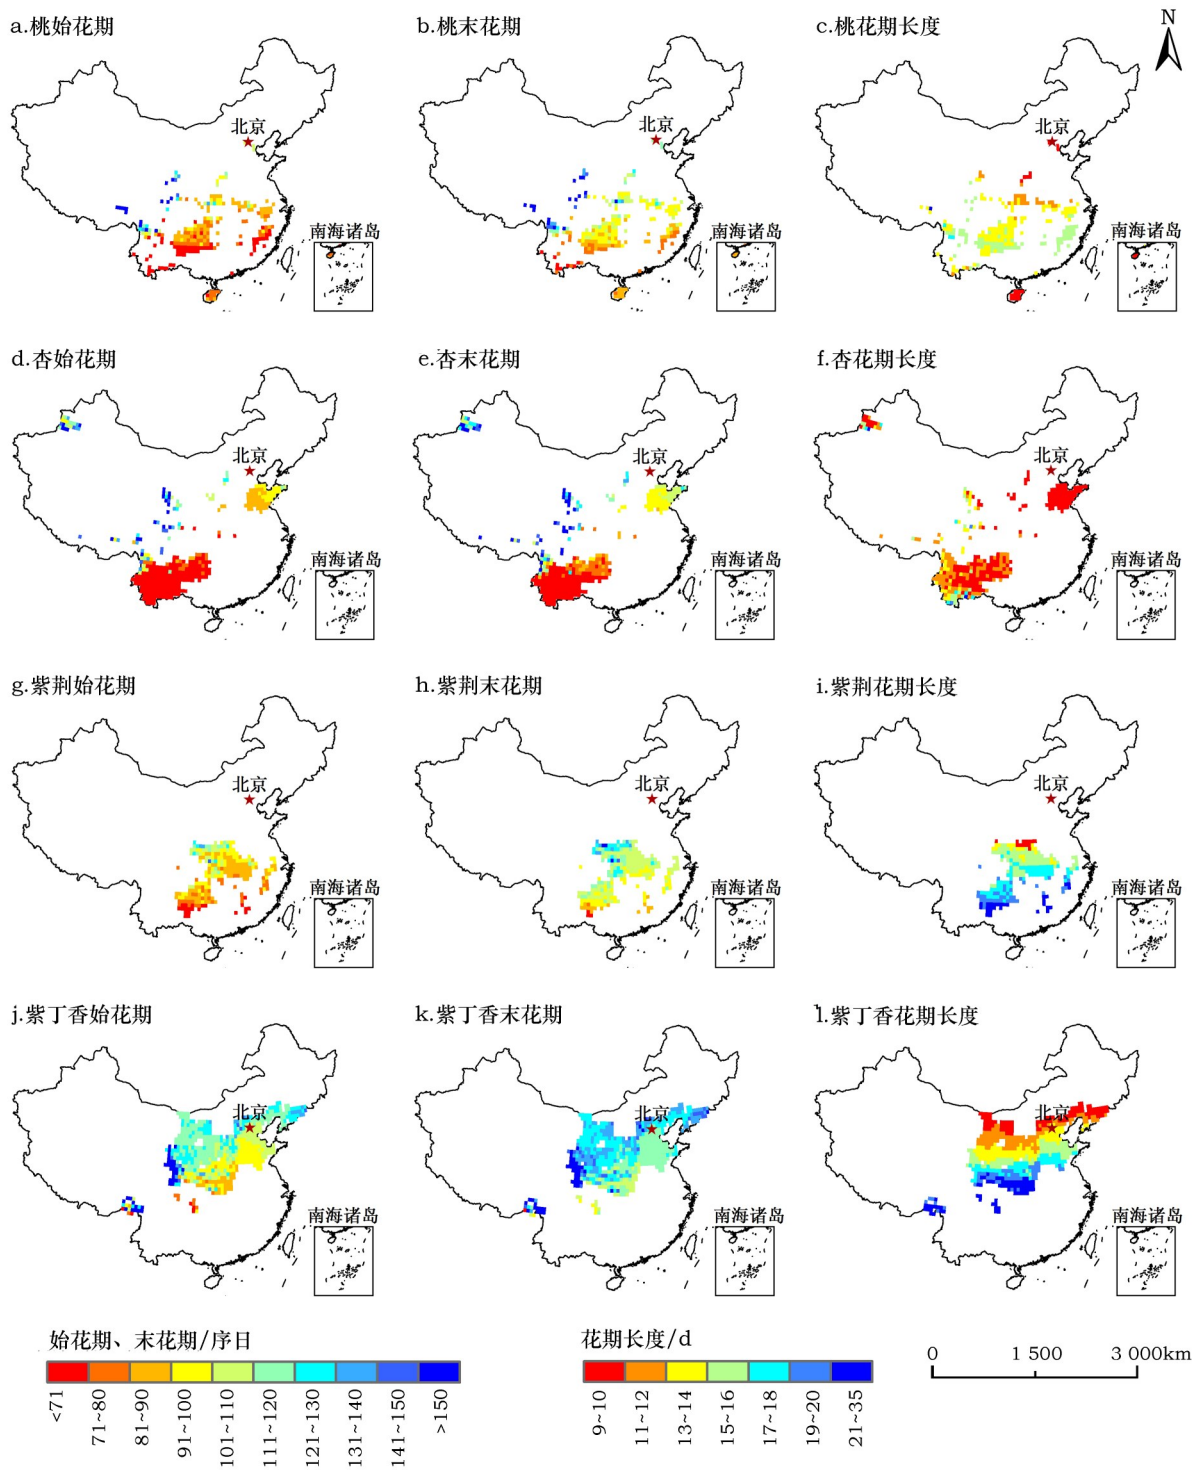 a.桃始花期
b.桃末花期
c.桃花期长度
N
北京
北京
北京
南海诸岛
南海诸岛
南海诸岛
d.杏始花期
e.杏末花期
f.杏花期长度
北京
北京
北京
南海诸岛
南海诸岛
南海诸岛
g.紫荆始花期
h.紫荆末花期
i.紫荆花期长度
北京
北京
北京
南海诸岛
南海诸岛
南海诸岛
j.紫丁香始花期
k.紫丁香末花期
l.紫丁香花期长度
北京
北京
北京
南海诸岛
南海诸岛
南海诸岛
始花期、末花期/序日
<71
71~80
81~90
91~100
101~110
111~120
121~130
131~140
141~150
>150
花期长度/d
9~10
11~12
13~14
15~16
17~18
19~20
21~35
0 1 500 3 000km